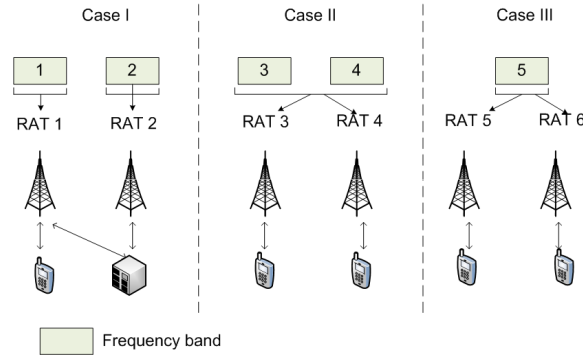 Case I
Case II
Case III
1
2
3
4
5
RAT 1
RAT 2
RAT 3
RAT 4
RAT 5
RAT 6
Frequency band